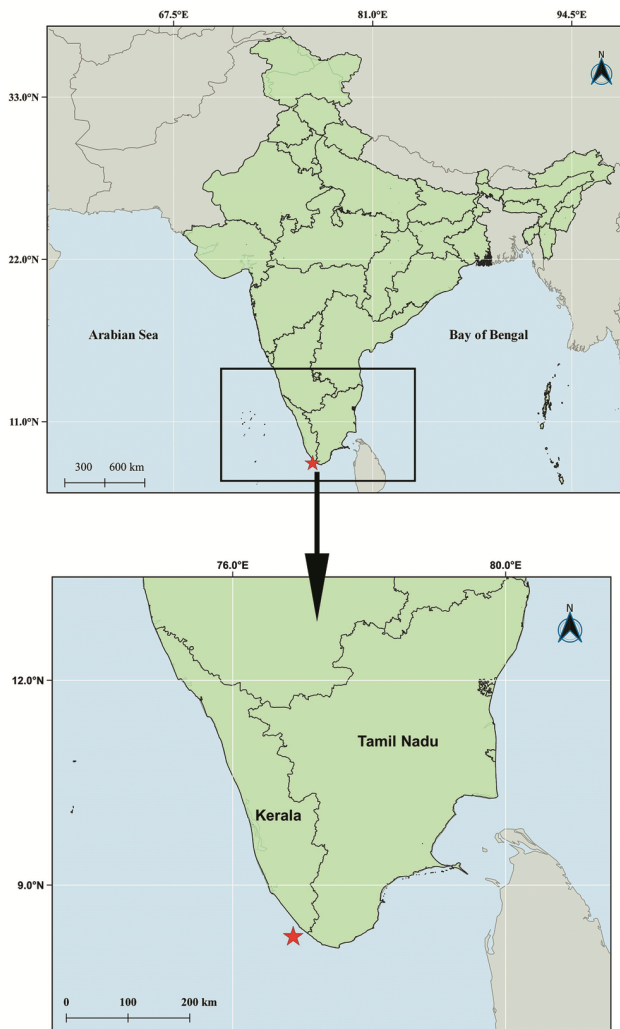 67.5°E 81.0°E 94.5°E
N
33.0°N
22.0°N
Arabian Sea Bay of Bengal
11.0°N
300 600 km
76.0°E 80.0°E
N
12.0°N
Tamil Nadu
Kerala
9.0°N
0 100 200 km